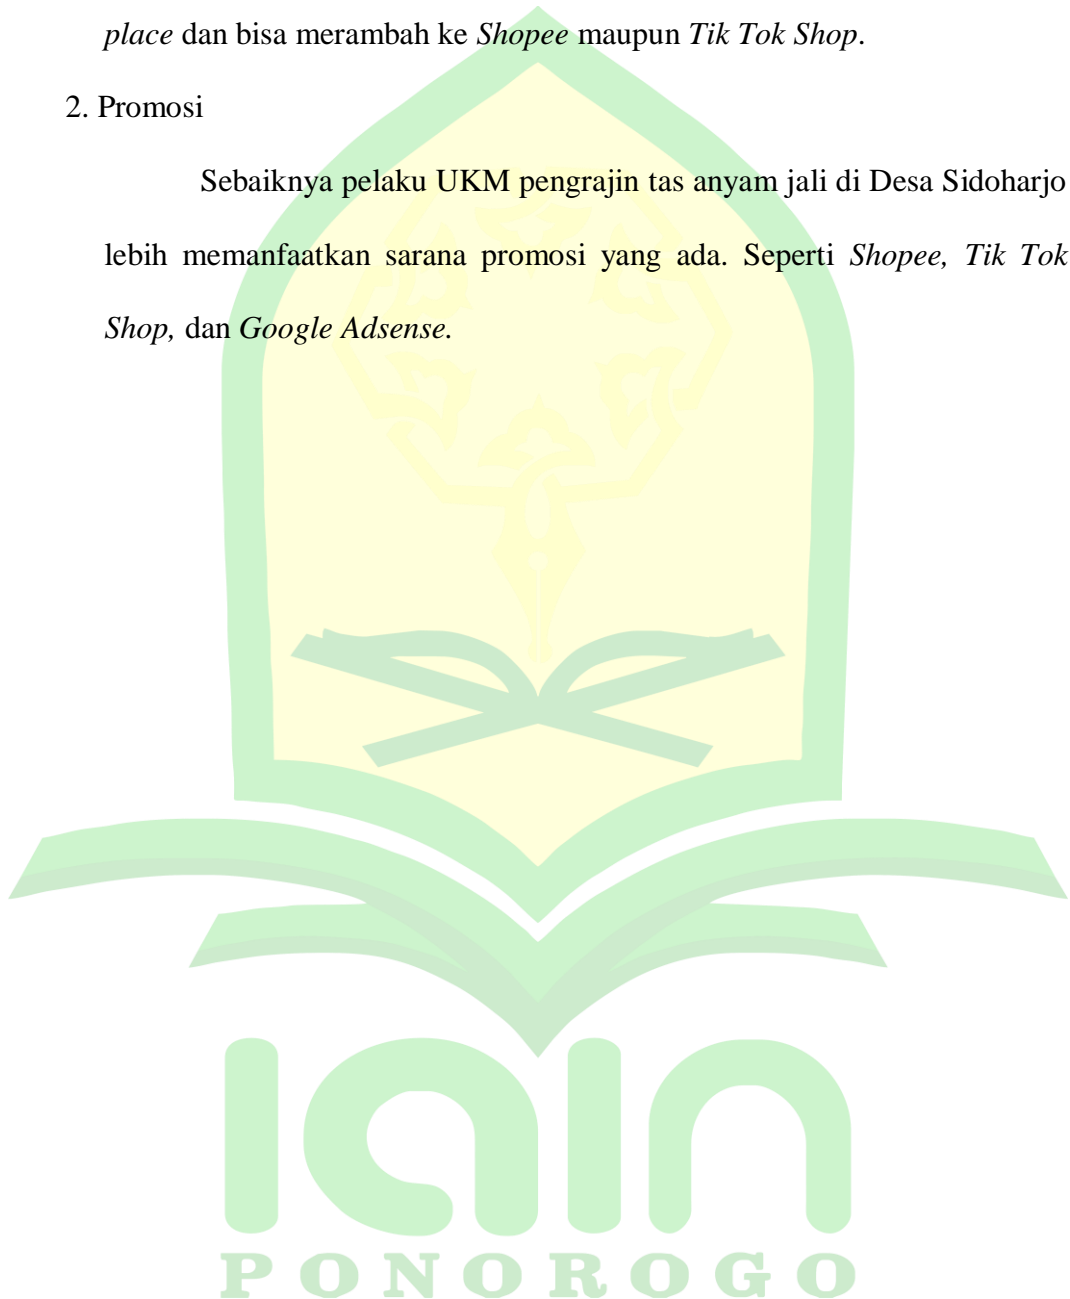 place dan bisa merambah ke Shopee maupun Tik Tok Shop.
2. Promosi
Sebaiknya pelaku UKM pengrajin tas anyam jali di Desa Sidoharjo
lebih memanfaatkan sarana promosi yang ada. Seperti Shopee, Tik Tok
Shop, dan Google Adsense.
iain
PONOROGO